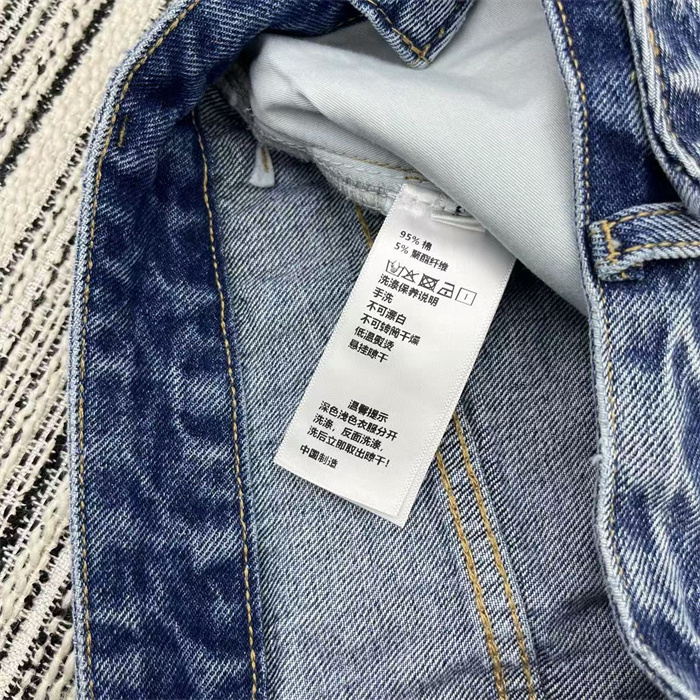 95% 棉
5% 聚酯纤维
洗涤保养说明
手洗
不可漂白
不可转筒干燥
低温熨烫
悬挂晾干
温馨提示
深色浅色衣服分开
洗涤，反面洗涤，
洗后立即取出晾干！
中国制造